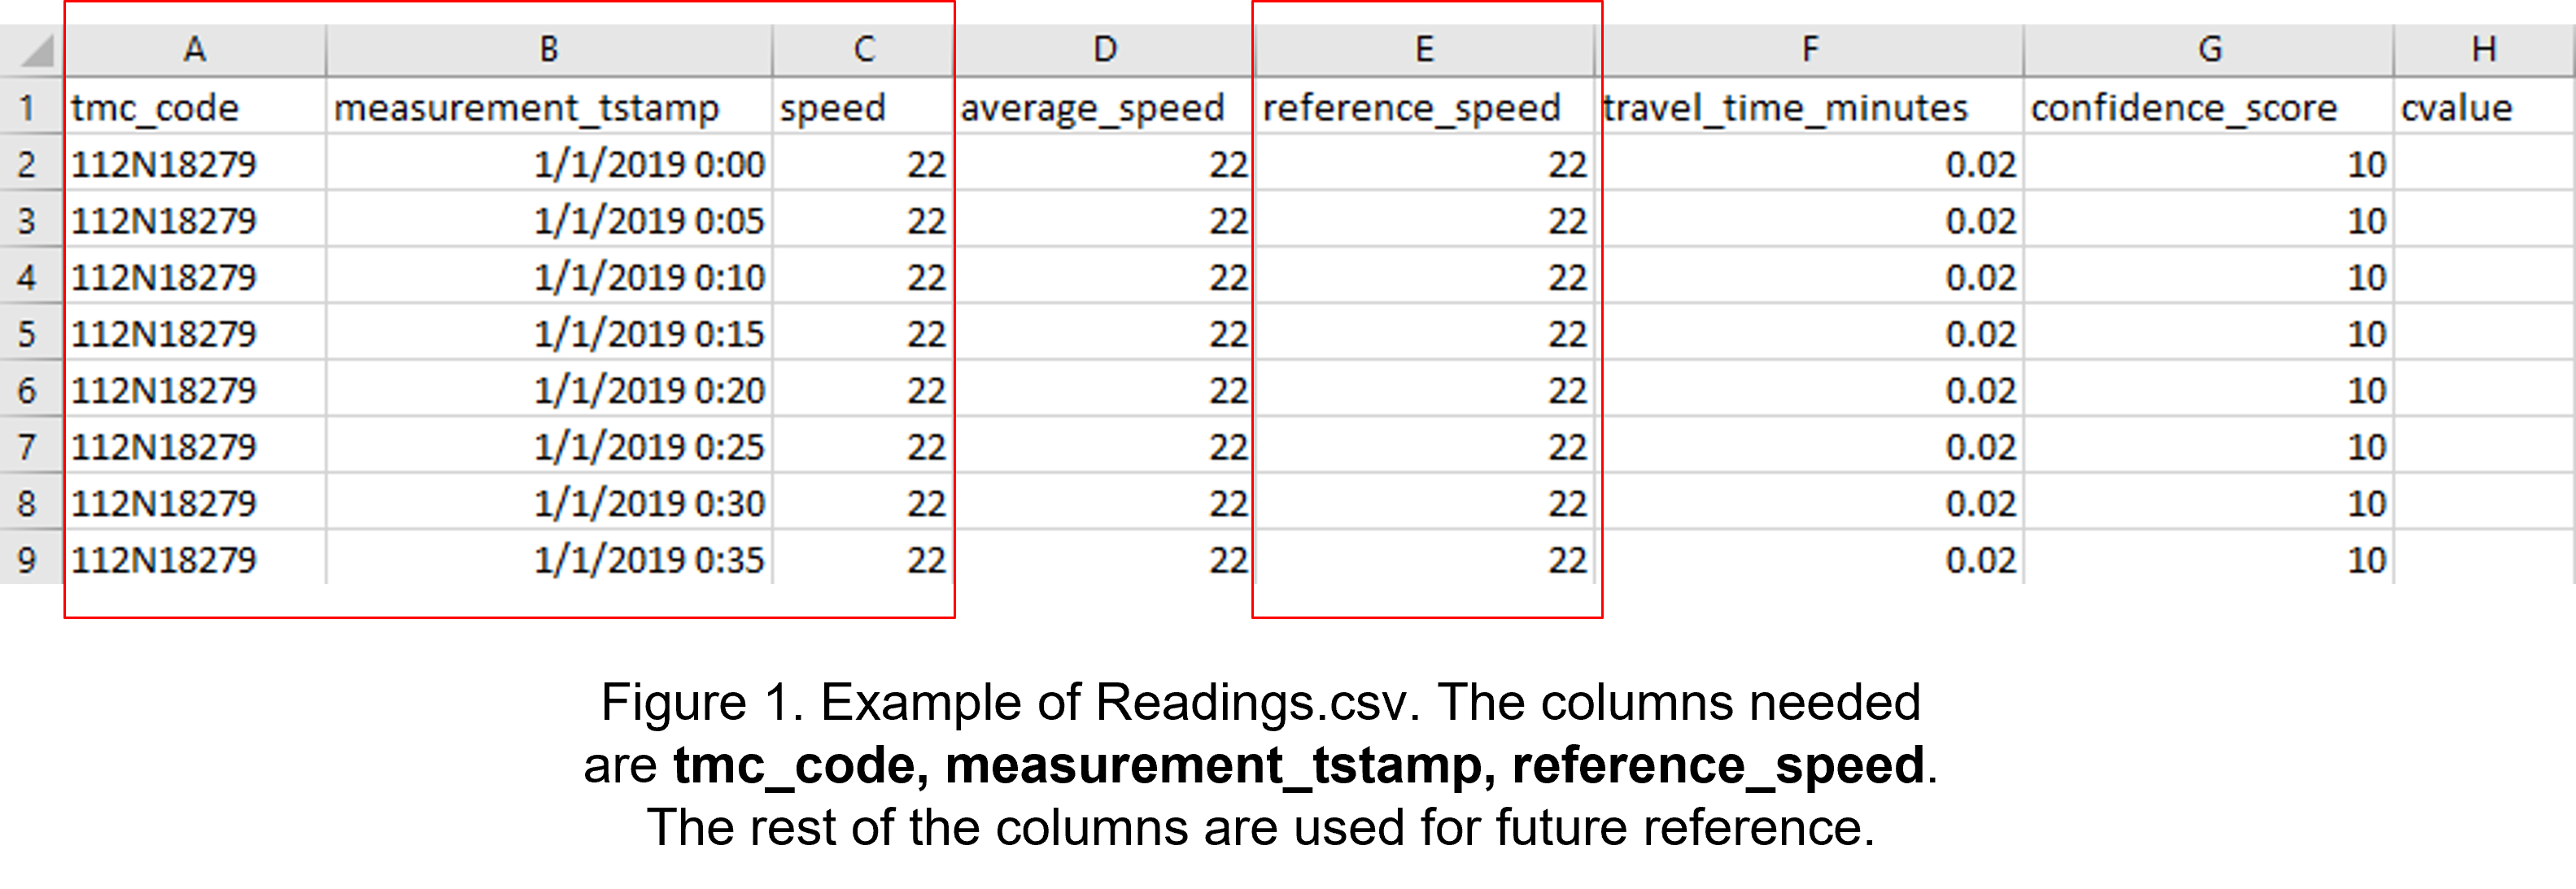 A B C D E F G H
1 tmc_code measurement_tstamp speed average_speed reference_speed travel_time_minutes confidence_score cvalue
2 112N18279 1/1/2019 0:00 22 22 22 0.02 10
3 112N18279 1/1/2019 0:05 22 22 22 0.02 10
4 112N18279 1/1/2019 0:10 22 22 22 0.02 10
5 112N18279 1/1/2019 0:15 22 22 22 0.02 10
6 112N18279 1/1/2019 0:20 22 22 22 0.02 10
7 112N18279 1/1/2019 0:25 22 22 22 0.02 10
8 112N18279 1/1/2019 0:30 22 22 22 0.02 10
9 112N18279 1/1/2019 0:35 22 22 22 0.02 10
Figure 1. Example of Readings.csv. The columns needed
are tmc_code, measurement_tstamp, reference_speed.
The rest of the columns are used for future reference.